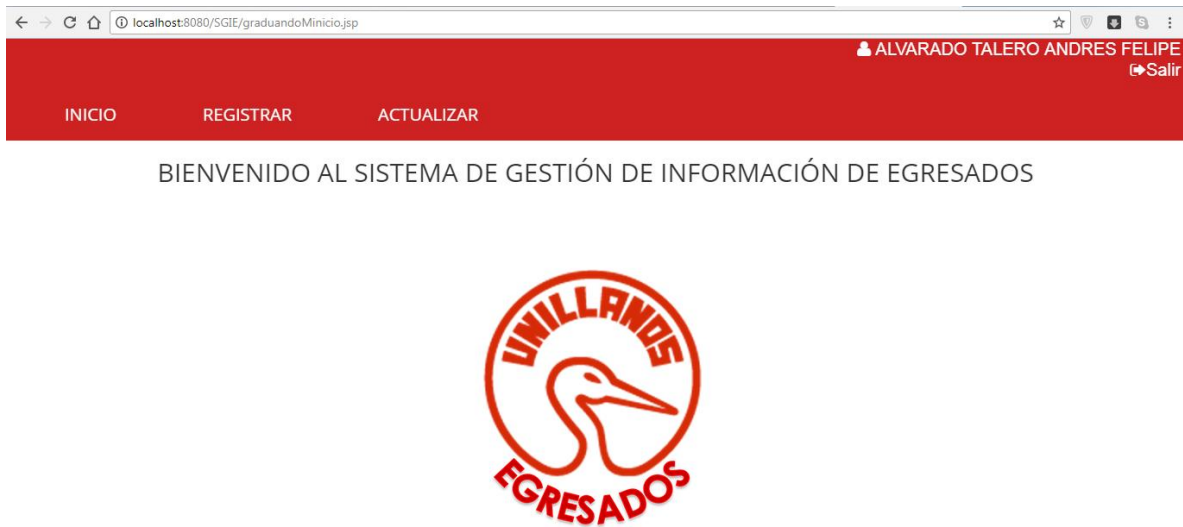 localhost:8080/SGIE/graduandoMinicio.jsp
ALVARADO TALERO ANDRES FELIPE
Salir
INICIO REGISTRAR ACTUALIZAR
BIENVENIDO AL SISTEMA DE GESTIÓN DE INFORMACIÓN DE EGRESADOS
UNILLANOS
EGRESADOS